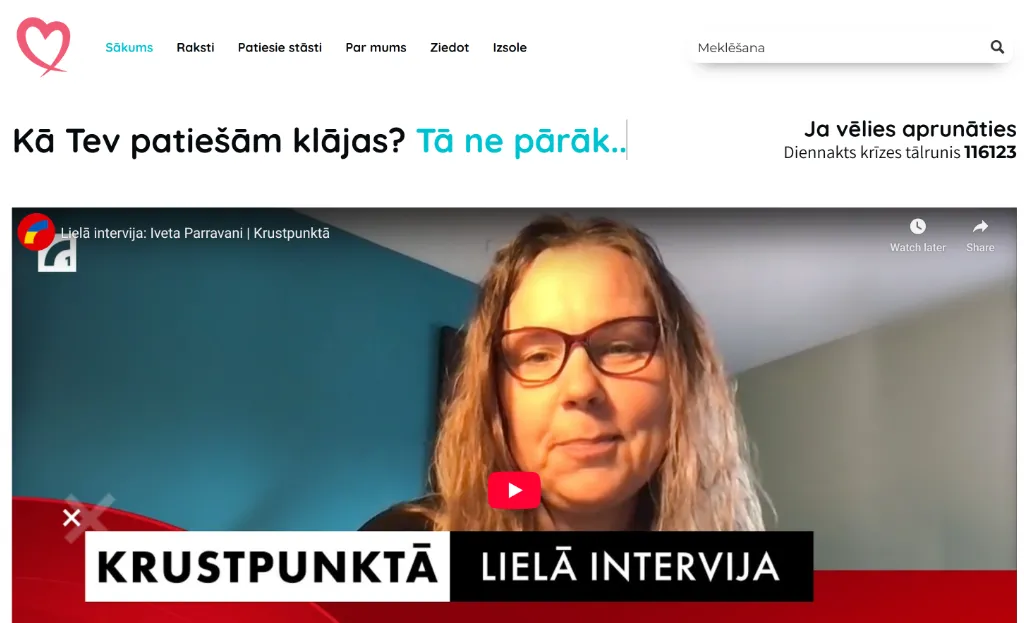 Sākums Raksti Patiesie stāsti Par mums Ziedot Izsole Meklēšana
Kā Tev patiešām klājas? Tā ne pārāk..
Ja vēlies aprunāties
Diennakts krīzes tālrunis 116123
Lielā intervija: Iveta Parravani | Krustpunktā
Watch later
Share
1
KRUSTPUNKTĀ LIELĀ INTERVIJA